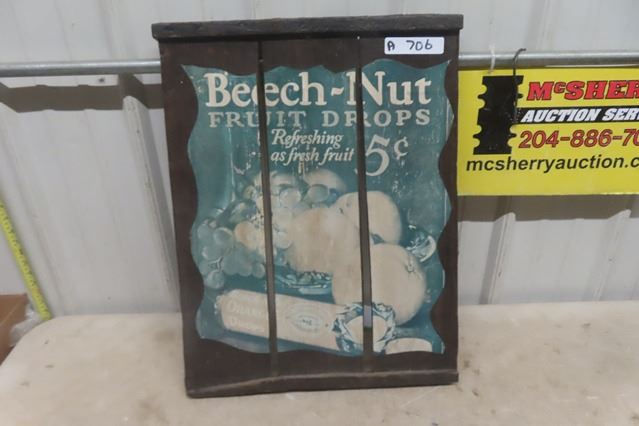 A 706
Beech-Nut
FRUIT DROPS
Refreshing
as fresh fruit
5¢
McSHER
AUCTION SER
204-886-70
mcsherryauction.c